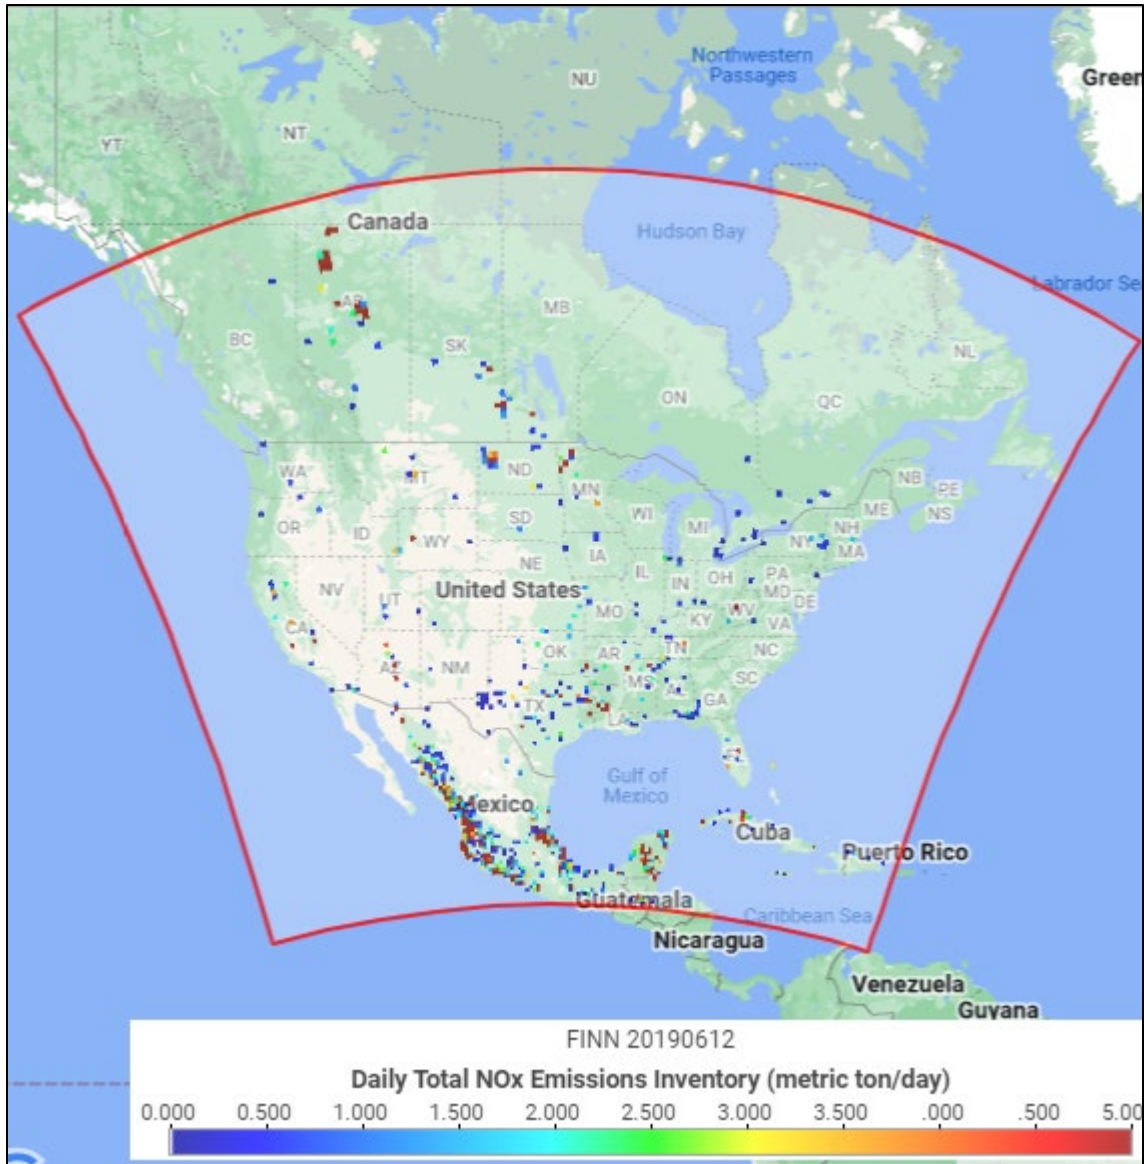 Northwestern
Passages
NU
Green
NT
YT
Canada
Hudson Bay
Labrador Se
AB
MB
BC
SK
NL
ON
QC
WA
MT
ND
MN
NB
PE
NS
ME
OR
ID
SD
WI
MI
NH
WY
NY
MA
IA
NE
IL
IN
OH
PA
NV
UT
United States
MD
DE
MO
KY
WV
VA
CA
OK
AR
TN
NC
AZ
NM
MS
SC
AL
GA
TX
LA
FL
Gulf of
Mexico
Mexico
Cuba
Puerto Rico
Guatemala
Caribbean Sea
Nicaragua
Venezuela
Guyana
FINN 20190612
Daily Total NOx Emissions Inventory (metric ton/day)
0.000 0.500 1.000 1.500 2.000 2.500 3.000 3.500 .000 .500 5.00